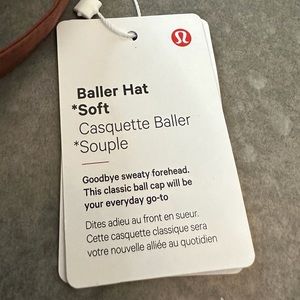 Baller Hat
*Soft
Casquette Baller
*Souple
Goodbye sweaty forehead.
This classic ball cap will be
your everyday go-to
Dites adieu au front en sueur.
Cette casquette classique sera
votre nouvelle alliée au quotidien